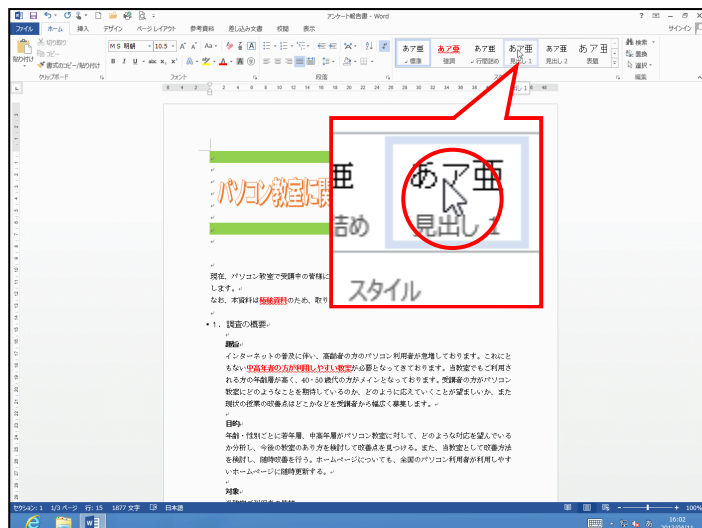 アンケート報告書 - Word
サインイン
ファイル ホーム 挿入 デザイン ページレイアウト 参考資料 差し込み文書 校閲 表示
切り取り
コピー
貼り付け 書式のコピー/貼り付け
MS 明朝 10.5
あア亜 あア亜 あア亜 あア亜 あア亜 あア亜
標準 強調 行間詰め 見出し 1 見出し 2 表題
検索
置換
選択
クリップボード フォント 段落 編集
亜 あア亜
詰め 見出し 1
スタイル
パソコン教室に関
現在、パソコン教室で受講中の皆様に
します。
なお、本資料は極秘資料のため、取り
1. 調査の概要
インターネットの普及に伴い、高齢者の方のパソコン利用者が急増しております。これにと
もない中高年者の方が利用しやすい教室が必要となってきております。当教室でもご利用さ
れる方の年齢層が高く、40・50歳代の方がメインとなっております。受講者の方がパソコン
教室にどのようなことを期待しているのか、どのように応えていくことが望ましいか、また
現状の授業の改善点はどこかなどを受講者から幅広く募集します。
目的
年齢・性別ごとに若年層、中高年層がパソコン教室に対して、どのような対応を望んでいる
か分析し、今後の教室のあり方を検討して改善点を見つける。また、当教室として改善方法
を検討し、随時改善を行う。ホームページについても、全国のパソコン利用者が利用しやす
いホームページに随時更新する。
対象
セクション: 1 1/3 ページ 行: 15 1877 文字 日本語 100%
16:02